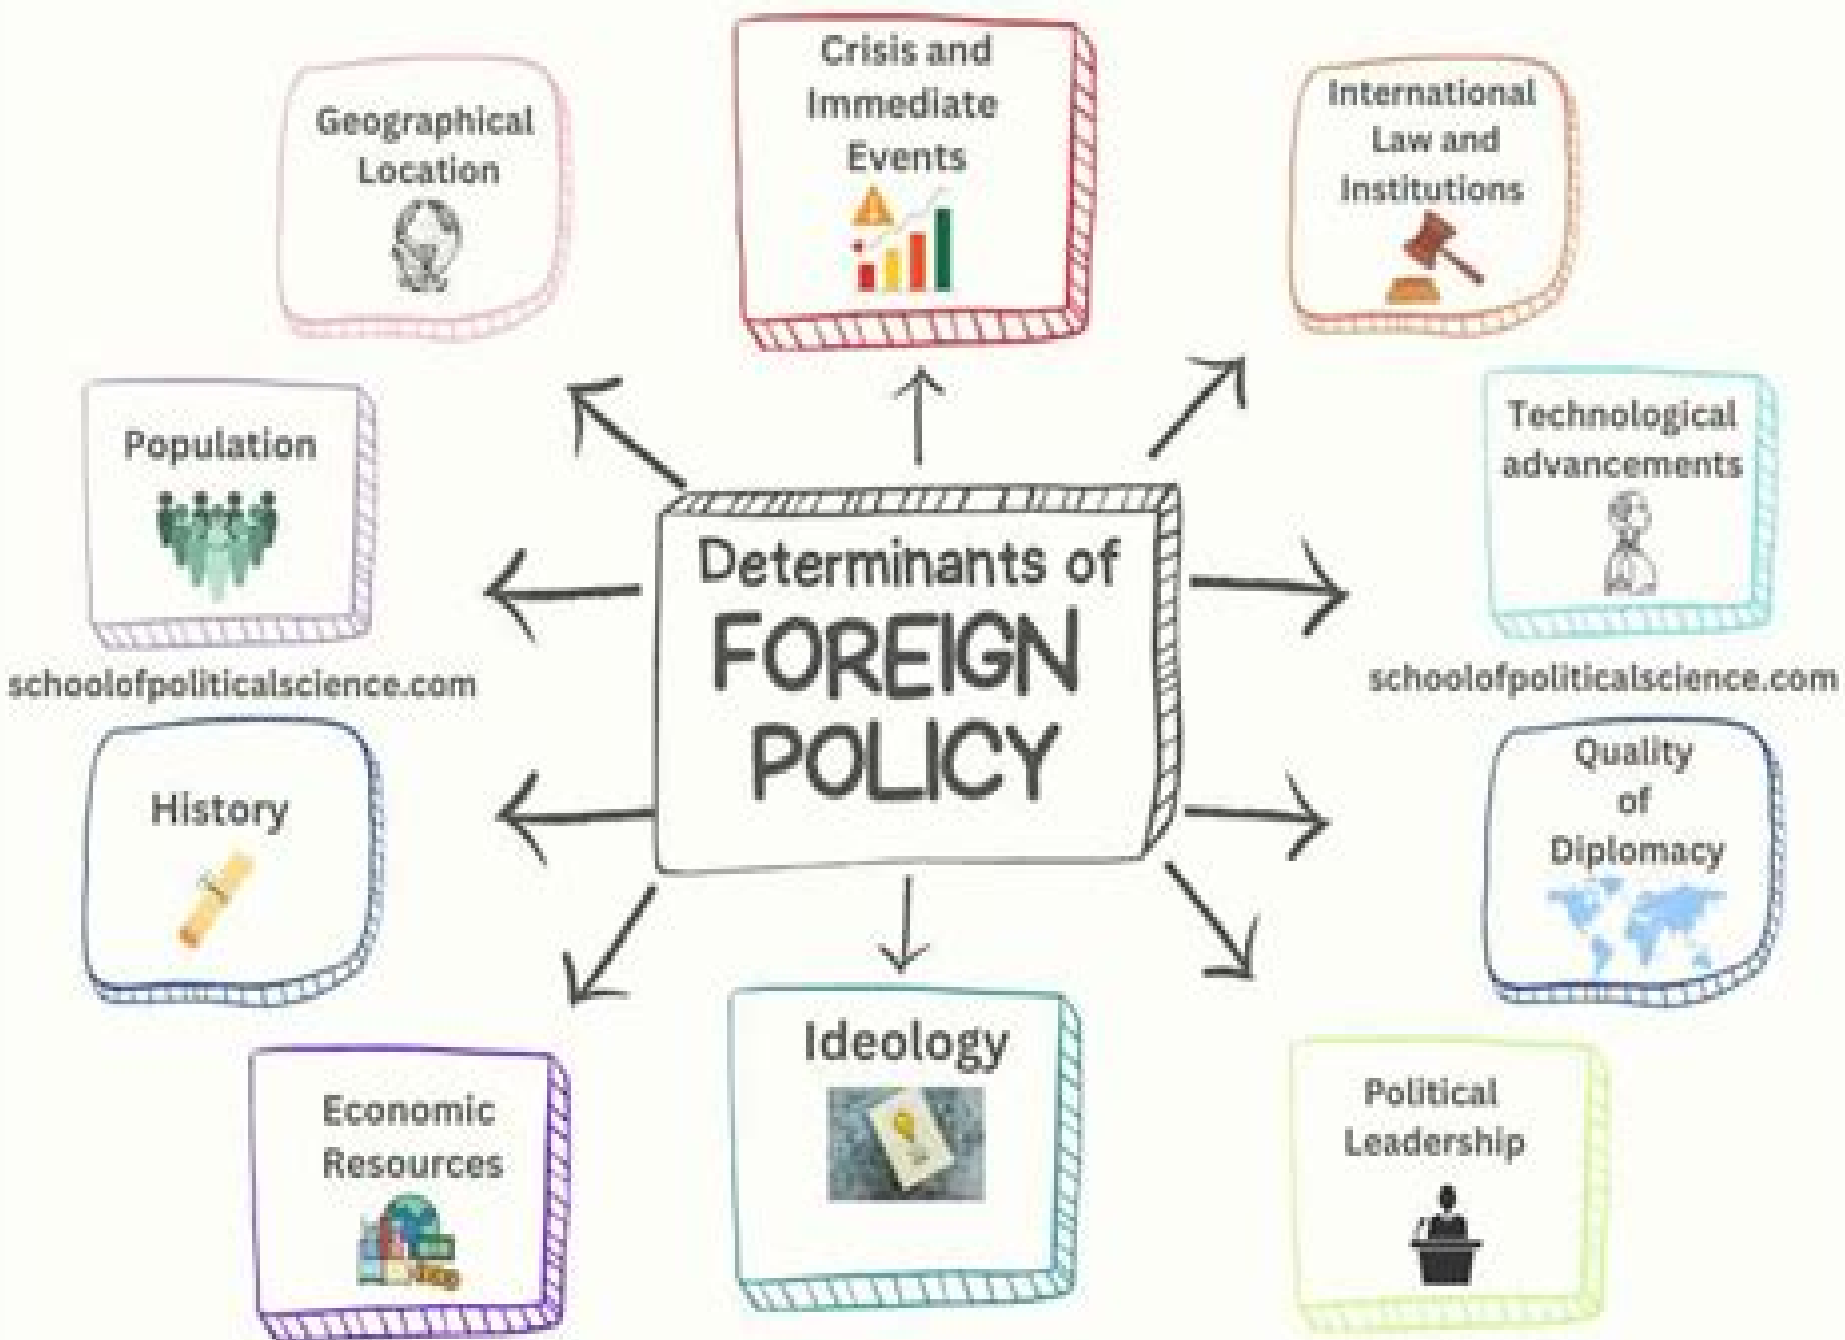 Crisis and
Immediate
Events
Geographical
Location
International
Law and
Institutions
Population
Technological
advancements
Determinants of
FOREIGN
POLICY
schoolofpoliticalscience.com
schoolofpoliticalscience.com
History
Quality
of
Diplomacy
Economic
Resources
Ideology
Political
Leadership